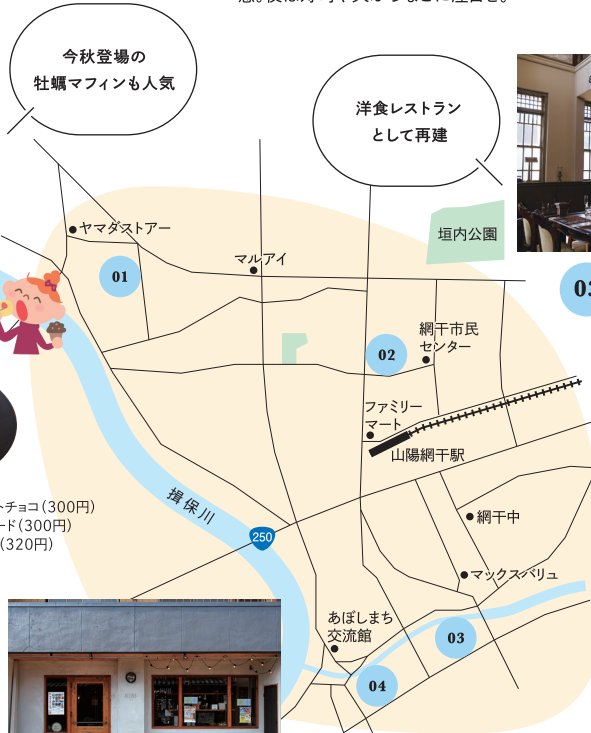 今秋登場の
牡蠣マフィンも人気
洋食レストラン
として再建
ヤマダストアー
マルアイ
垣内公園
01
03
02
網干市民
センター
ファミリー
マート
山陽網干駅
トチョコ(300円)
ード(300円)
(320円)
揖保川
250
網干中
マックスバリュ
あぼしまち
交流館
03
04